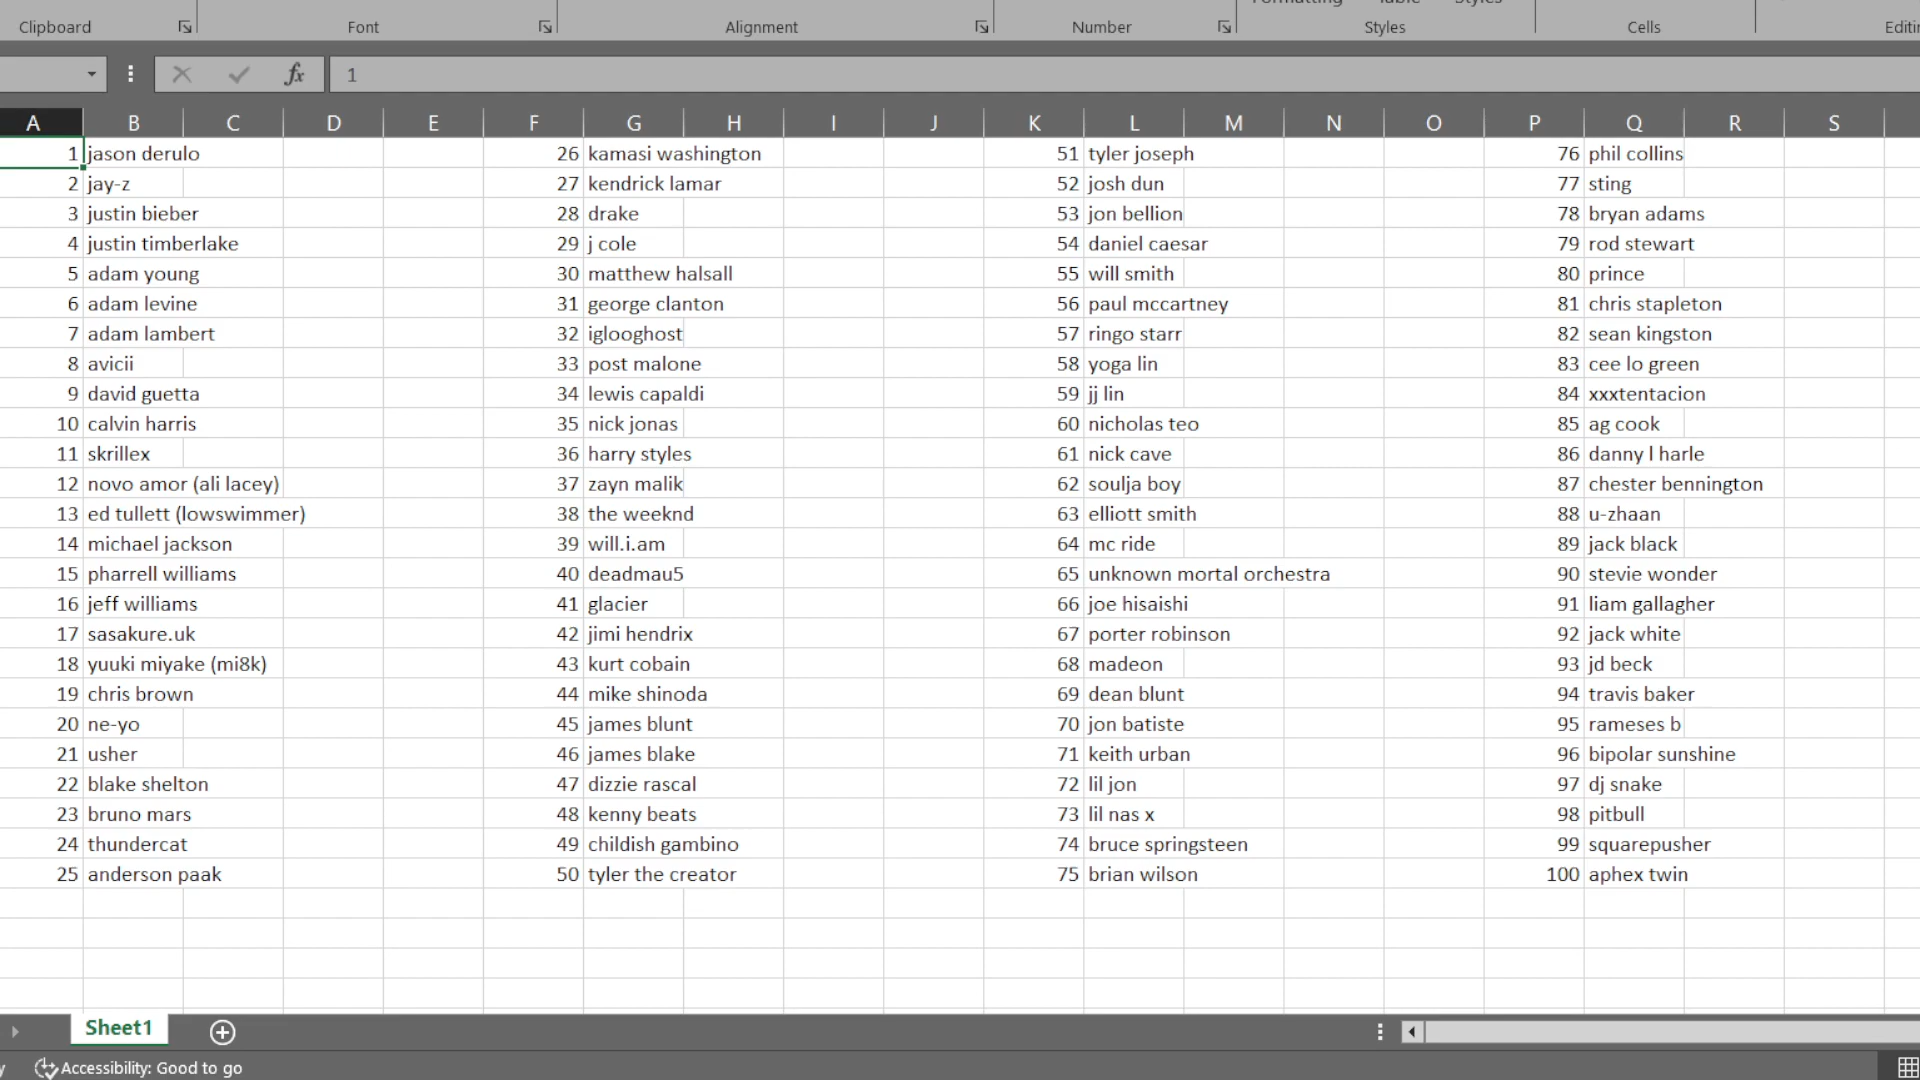 Formatting Table Styles
Clipboard Font Alignment Number Styles Cells
1
A B C D E F G H I J K L M N O P Q R S
1 jason derulo 26 kamasi washington 51 tyler joseph 76 phil collins
2 jay-z 27 kendrick lamar 52 josh dun 77 sting
3 justin bieber 28 drake 53 jon bellion 78 bryan adams
4 justin timberlake 29 j cole 54 daniel caesar 79 rod stewart
5 adam young 30 matthew halsall 55 will smith 80 prince
6 adam levine 31 george clanton 56 paul mccartney 81 chris stapleton
7 adam lambert 32 iglooghost 57 ringo starr 82 sean kingston
8 avicii 33 post malone 58 yoga lin 83 cee lo green
9 david guetta 34 lewis capaldi 59 jj lin 84 xxxtentacion
10 calvin harris 35 nick jonas 60 nicholas teo 85 ag cook
11 skrillex 36 harry styles 61 nick cave 86 danny l harle
12 novo amor (ali lacey) 37 zayn malik 62 soulja boy 87 chester bennington
13 ed tullett (lowswimmer) 38 the weeknd 63 elliott smith 88 u-zhaan
14 michael jackson 39 will.i.am 64 mc ride 89 jack black
15 pharrell williams 40 deadmau5 65 unknown mortal orchestra 90 stevie wonder
16 jeff williams 41 glacier 66 joe hisaishi 91 liam gallagher
17 sasakure.uk 42 jimi hendrix 67 porter robinson 92 jack white
18 yuuki miyake (mi8k) 43 kurt cobain 68 madeon 93 jd beck
19 chris brown 44 mike shinoda 69 dean blunt 94 travis baker
20 ne-yo 45 james blunt 70 jon batiste 95 rameses b
21 usher 46 james blake 71 keith urban 96 bipolar sunshine
22 blake shelton 47 dizzie rascal 72 lil jon 97 dj snake
23 bruno mars 48 kenny beats 73 lil nas x 98 pitbull
24 thundercat 49 childish gambino 74 bruce springsteen 99 squarepusher
25 anderson paak 50 tyler the creator 75 brian wilson 100 aphex twin
Sheet1
Accessibility: Good to go